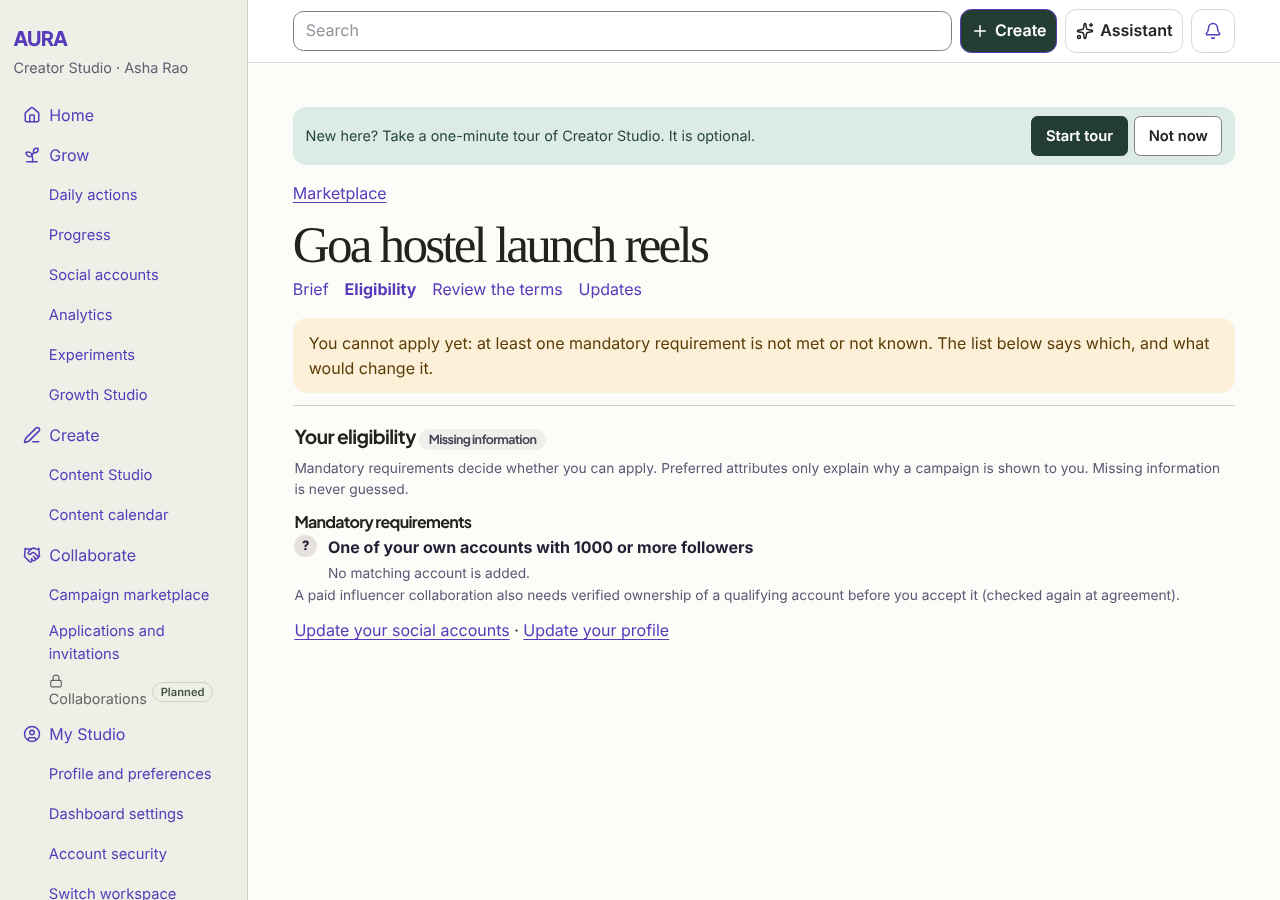 AURA
Creator Studio · Asha Rao
Home
Grow
Daily actions
Progress
Social accounts
Analytics
Experiments
Growth Studio
Create
Content Studio
Content calendar
Collaborate
Campaign marketplace
Applications and
invitations
Collaborations Planned
My Studio
Profile and preferences
Dashboard settings
Account security
Switch workspace
Search
Create
Assistant
New here? Take a one-minute tour of Creator Studio. It is optional.
Start tour
Not now
Marketplace
Goa hostel launch reels
Brief Eligibility Review the terms Updates
You cannot apply yet: at least one mandatory requirement is not met or not known. The list below says which, and what
would change it.
Your eligibility Missing information
Mandatory requirements decide whether you can apply. Preferred attributes only explain why a campaign is shown to you. Missing information
is never guessed.
Mandatory requirements
? One of your own accounts with 1000 or more followers
No matching account is added.
A paid influencer collaboration also needs verified ownership of a qualifying account before you accept it (checked again at agreement).
Update your social accounts · Update your profile